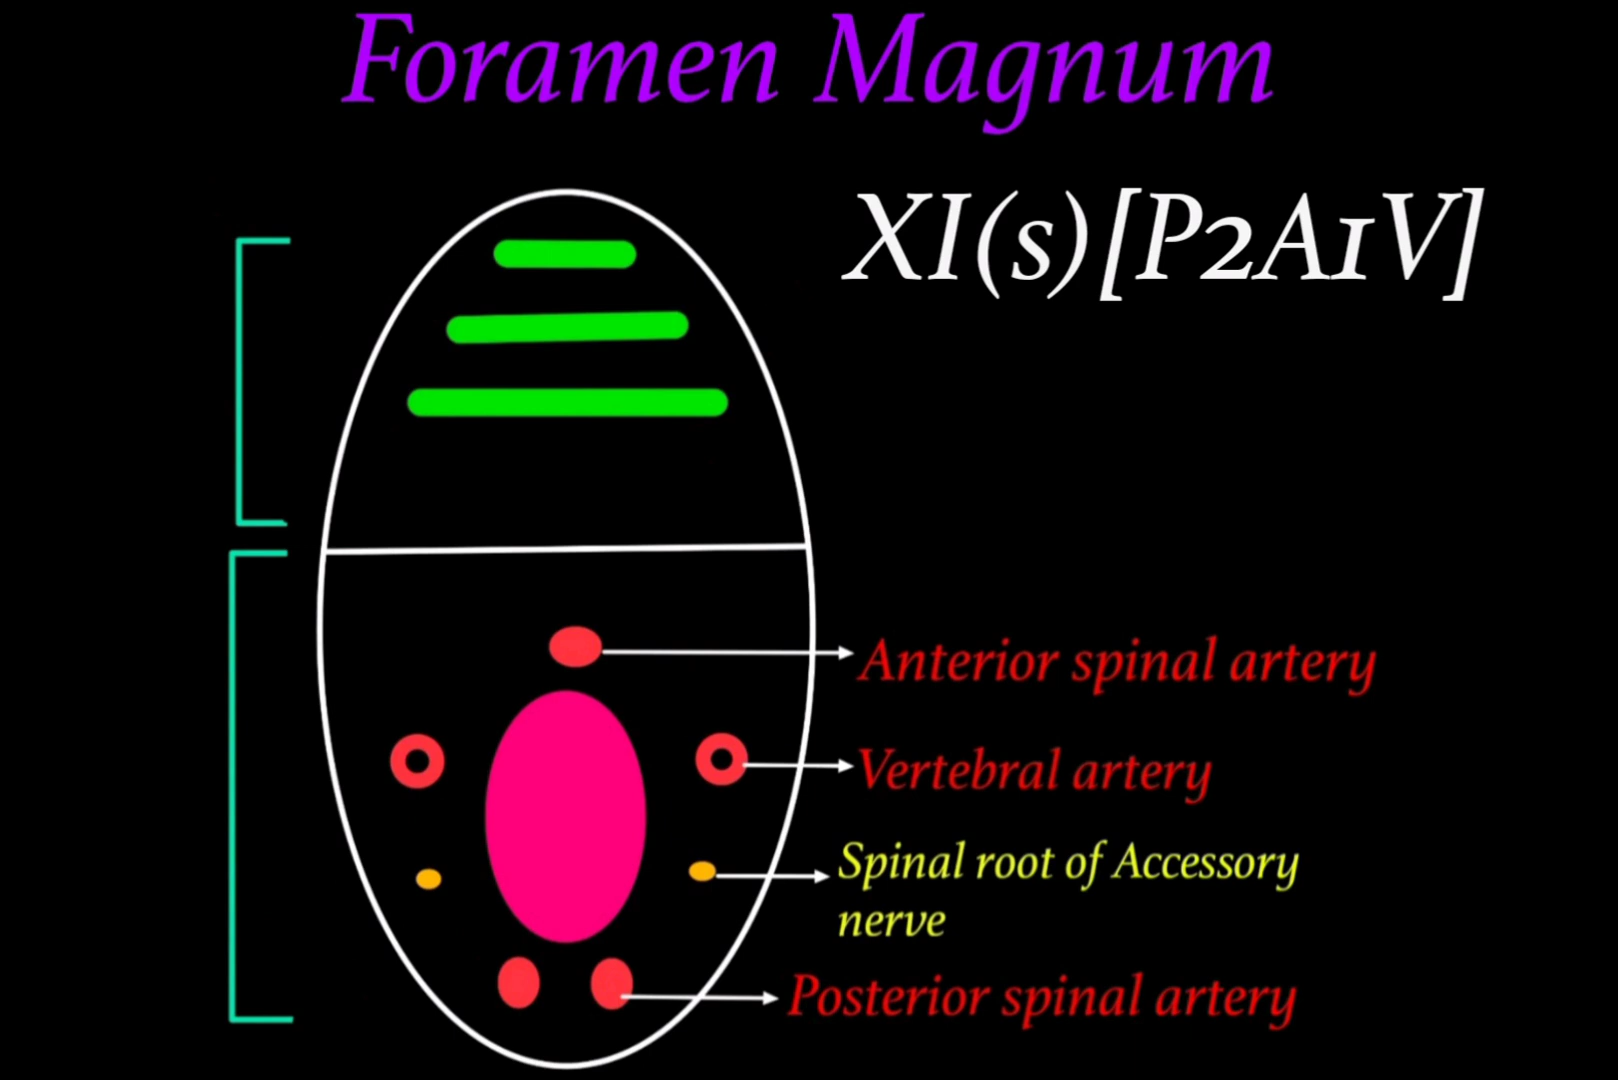 Foramen Magnum
XI(s)[P2A1V]
Anterior spinal artery
Vertebral artery
Spinal root of Accessory
nerve
Posterior spinal artery